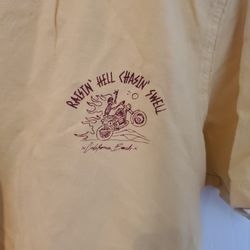 RAISIN' HELL CHASIN' SWELL
California Beach